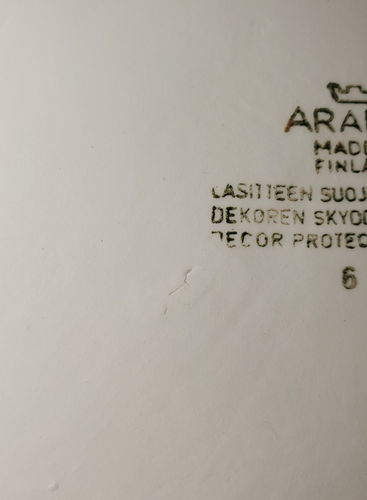 ARA
MADE
FINLA
LASITTEEN SUOJ
DEKOREN SKYDD
DECOR PROTEC
6